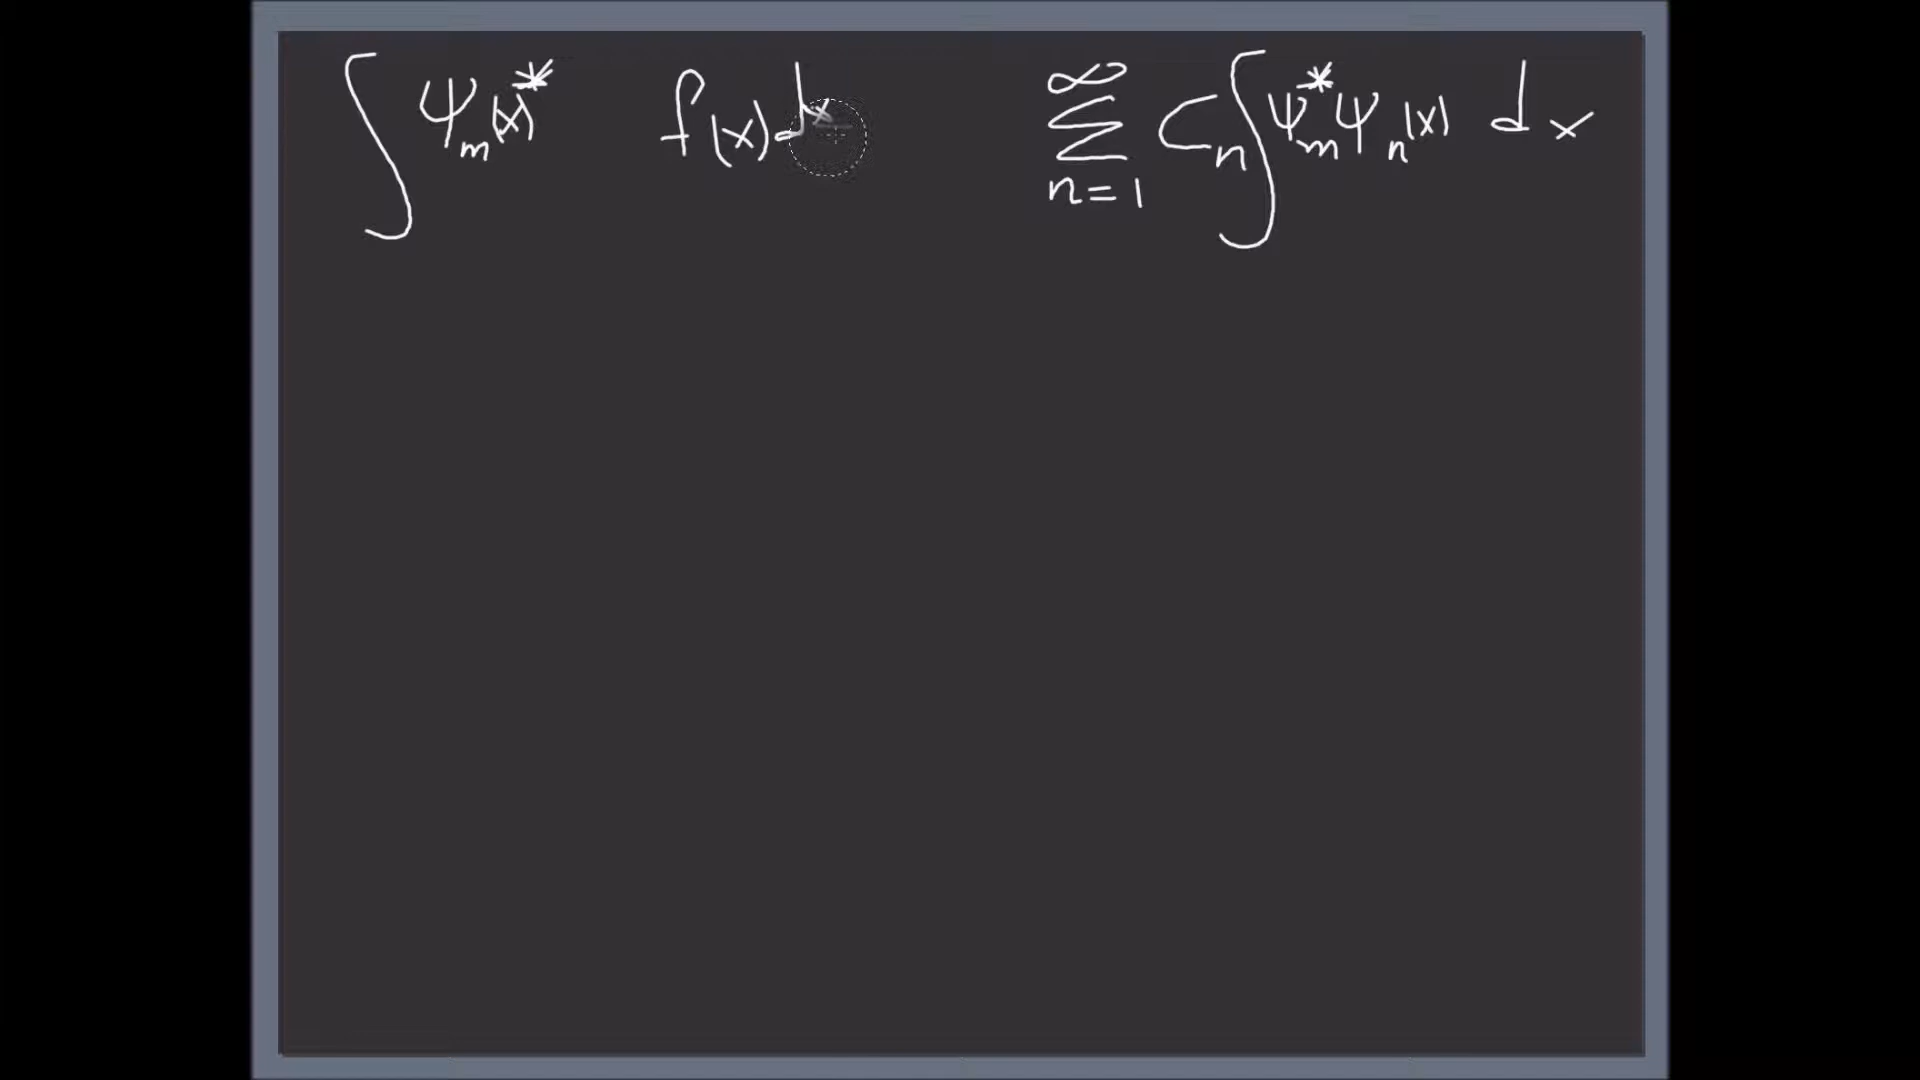 ∫ ψ_m(x)* f(x) dx ∑_{n=1}^{∞} C_n ∫ ψ_m^* ψ_n(x) dx